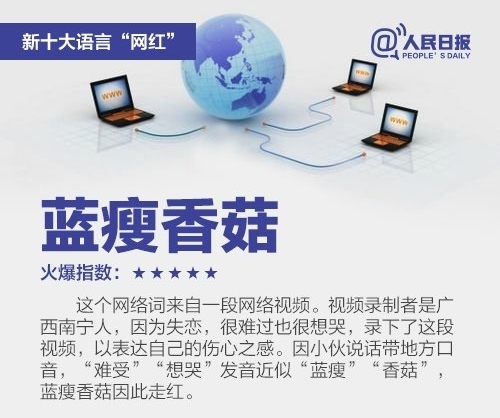 新十大语言“网红”
@人民日报
PEOPLE'S DAILY
www
www
www
蓝瘦香菇
火爆指数：★★★★★
这个网络词来自一段网络视频。视频录制者是广
西南宁人，因为失恋，很难过也很想哭，录下了这段
视频，以表达自己的伤心之感。因小伙说话带地方口
音，“难受”“想哭”发音近似“蓝瘦”“香菇”，
蓝瘦香菇因此走红。